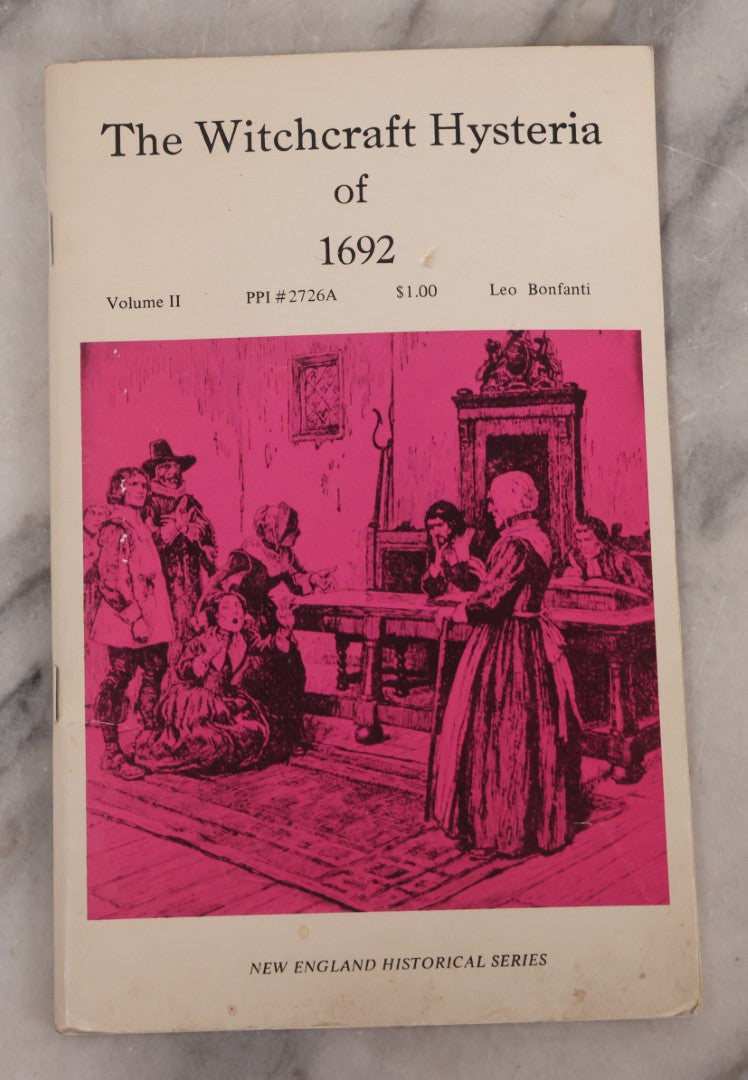 The Witchcraft Hysteria
of
1692
Volume II PPI #2726A $1.00 Leo Bonfanti
NEW ENGLAND HISTORICAL SERIES